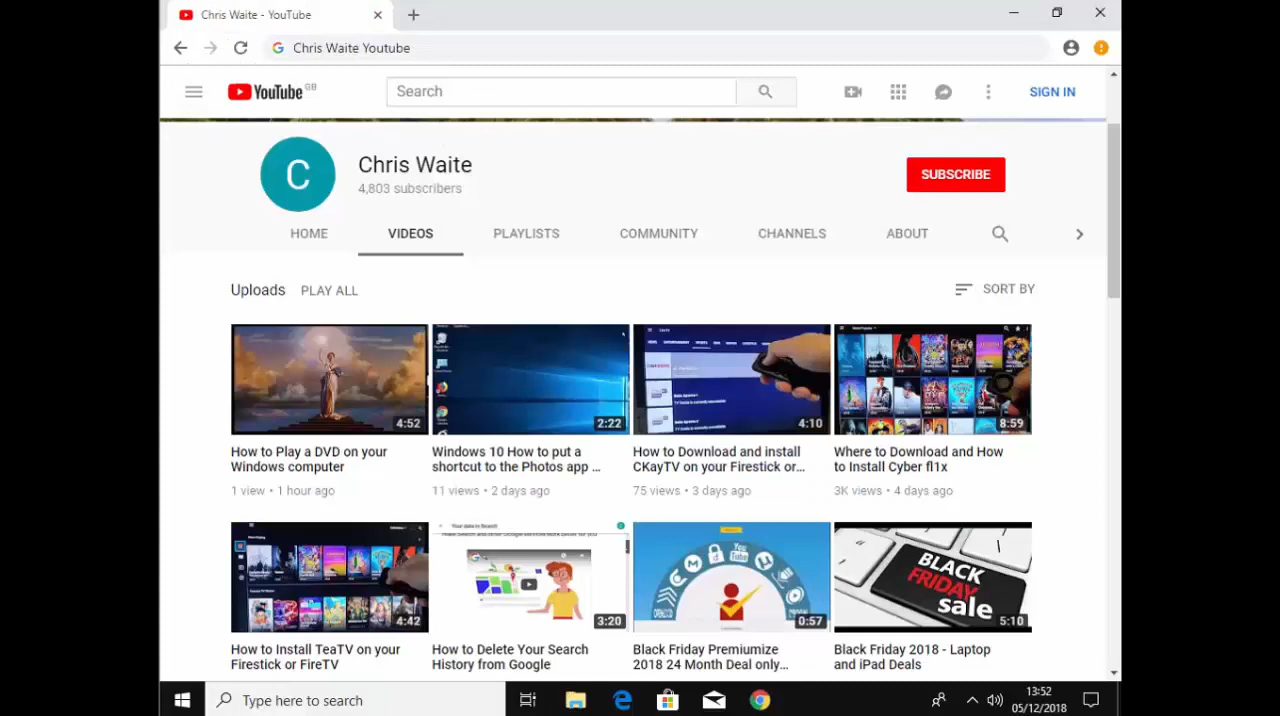 Chris Waite - YouTube
Chris Waite Youtube
YouTube GB
Search
SIGN IN
C
Chris Waite
4,803 subscribers
SUBSCRIBE
HOME
VIDEOS
PLAYLISTS
COMMUNITY
CHANNELS
ABOUT
Uploads
PLAY ALL
SORT BY
4:52
2:22
4:10
8:59
How to Play a DVD on your
Windows computer
1 view • 1 hour ago
Windows 10 How to put a
shortcut to the Photos app ...
11 views • 2 days ago
How to Download and install
CKayTV on your Firestick or...
75 views • 3 days ago
Where to Download and How
to Install Cyber fl1x
3K views • 4 days ago
4:42
Your data in Search
3:20
You
Tube
0:57
BLACK
FRIDAY
sale
5:10
How to Install TeaTV on your
Firestick or FireTV
How to Delete Your Search
History from Google
Black Friday Premiumize
2018 24 Month Deal only...
Black Friday 2018 - Laptop
and iPad Deals
Type here to search
13:52
05/12/2018